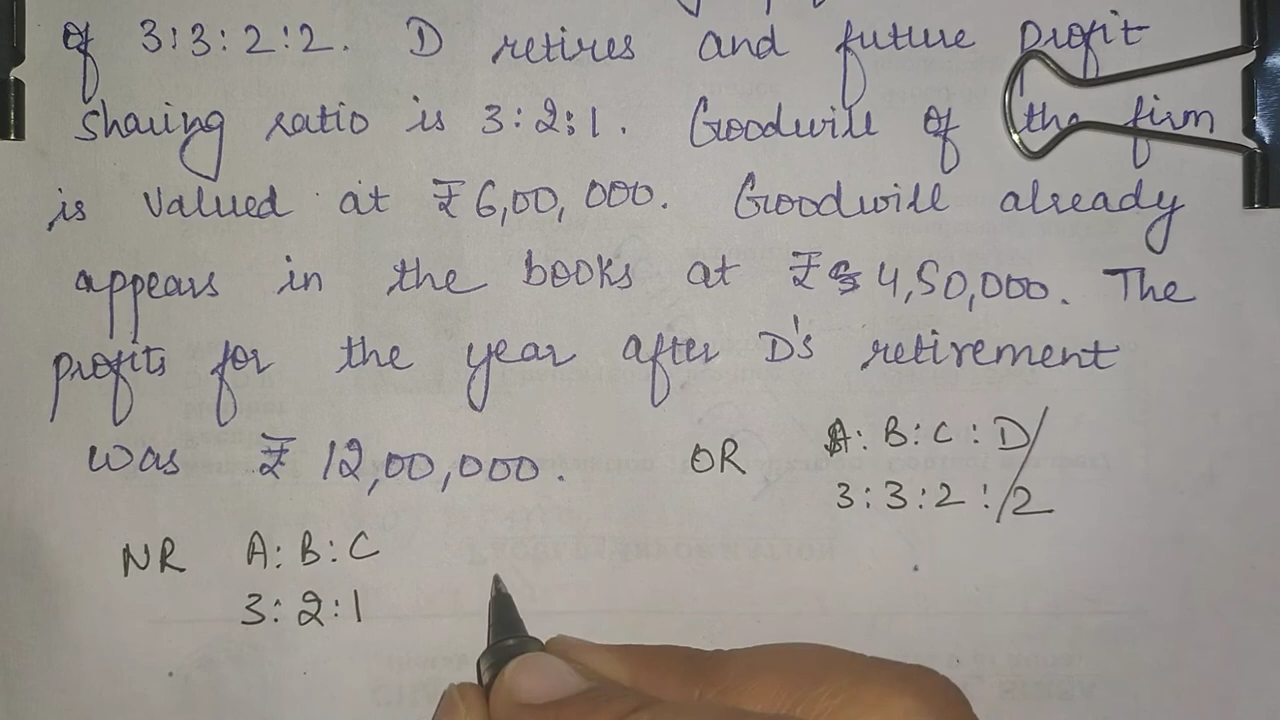 of 3:3:2:2. D retires and future profit
sharing ratio is 3:2:1. Goodwill of the firm
is valued at ₹6,00,000. Goodwill already
appears in the books at ₹ 4,50,000. The
profits for the year after D's retirement
was ₹ 12,00,000. OR A:B:C:D
3:3:2:2
NR A:B:C
3:2:1